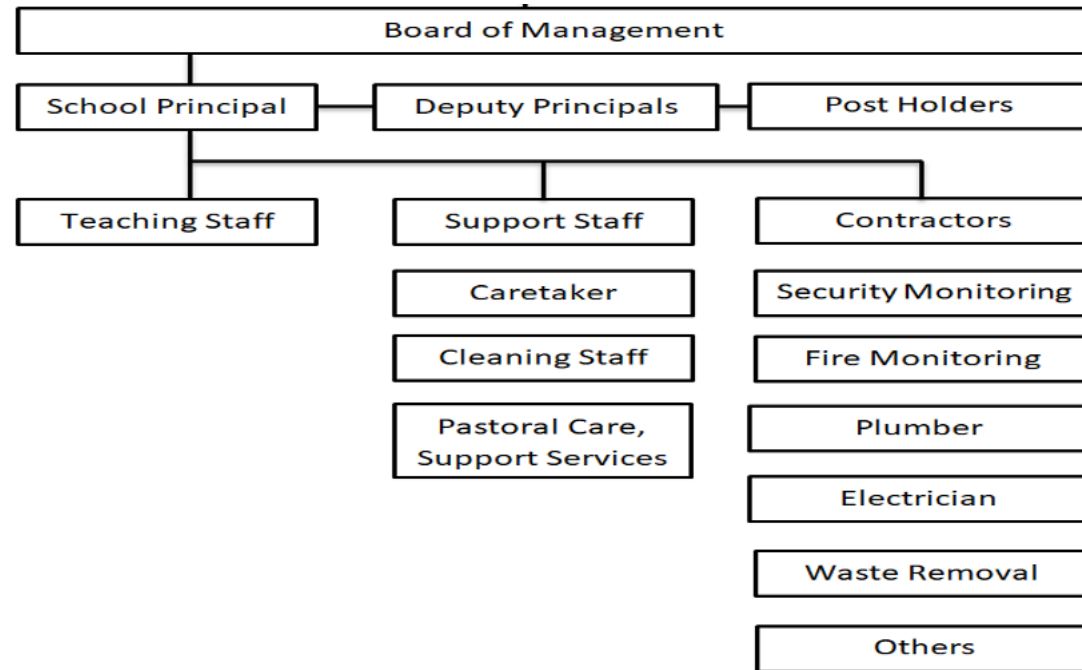 Board of Management
School Principal
Deputy Principals
Post Holders
Teaching Staff
Support Staff
Contractors
Caretaker
Security Monitoring
Cleaning Staff
Fire Monitoring
Pastoral Care,
Support Services
Plumber
Electrician
Waste Removal
Others